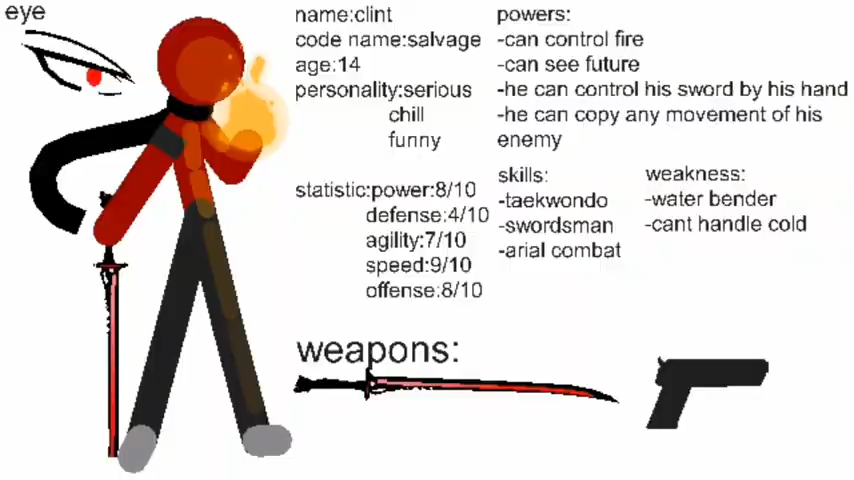 eye
name:clint
code name:salvage
age:14
personality:serious
chill
funny
statistic:power:8/10
defense:4/10
agility:7/10
speed:9/10
offense:8/10
powers:
-can control fire
-can see future
-he can control his sword by his hand
-he can copy any movement of his
enemy
skills:
-taekwondo
-swordsman
-arial combat
weakness:
-water bender
-cant handle cold
weapons: